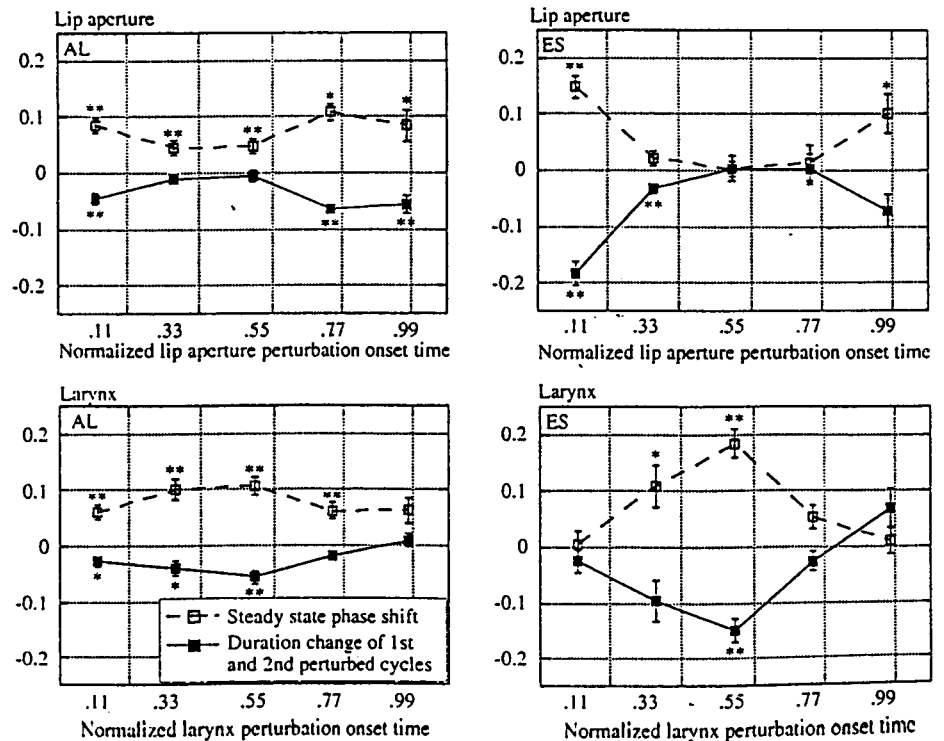 Lip aperture
AL
0.2
0.1
0
-0.1
-0.2
**
**
**
*
*
**
**
**
.11 .33 .55 .77 .99
Normalized lip aperture perturbation onset time
Lip aperture
ES
0.2
0.1
0
-0.1
-0.2
**
*
**
*
**
.11 .33 .55 .77 .99
Normalized lip aperture perturbation onset time
Larynx
AL
0.2
0.1
0
-0.1
-0.2
**
**
**
**
*
*
**
Steady state phase shift
Duration change of 1st
and 2nd perturbed cycles
.11 .33 .55 .77 .99
Normalized larynx perturbation onset time
Larynx
ES
0.2
0.1
0
-0.1
-0.2
*
**
**
.11 .33 .55 .77 .99
Normalized larynx perturbation onset time